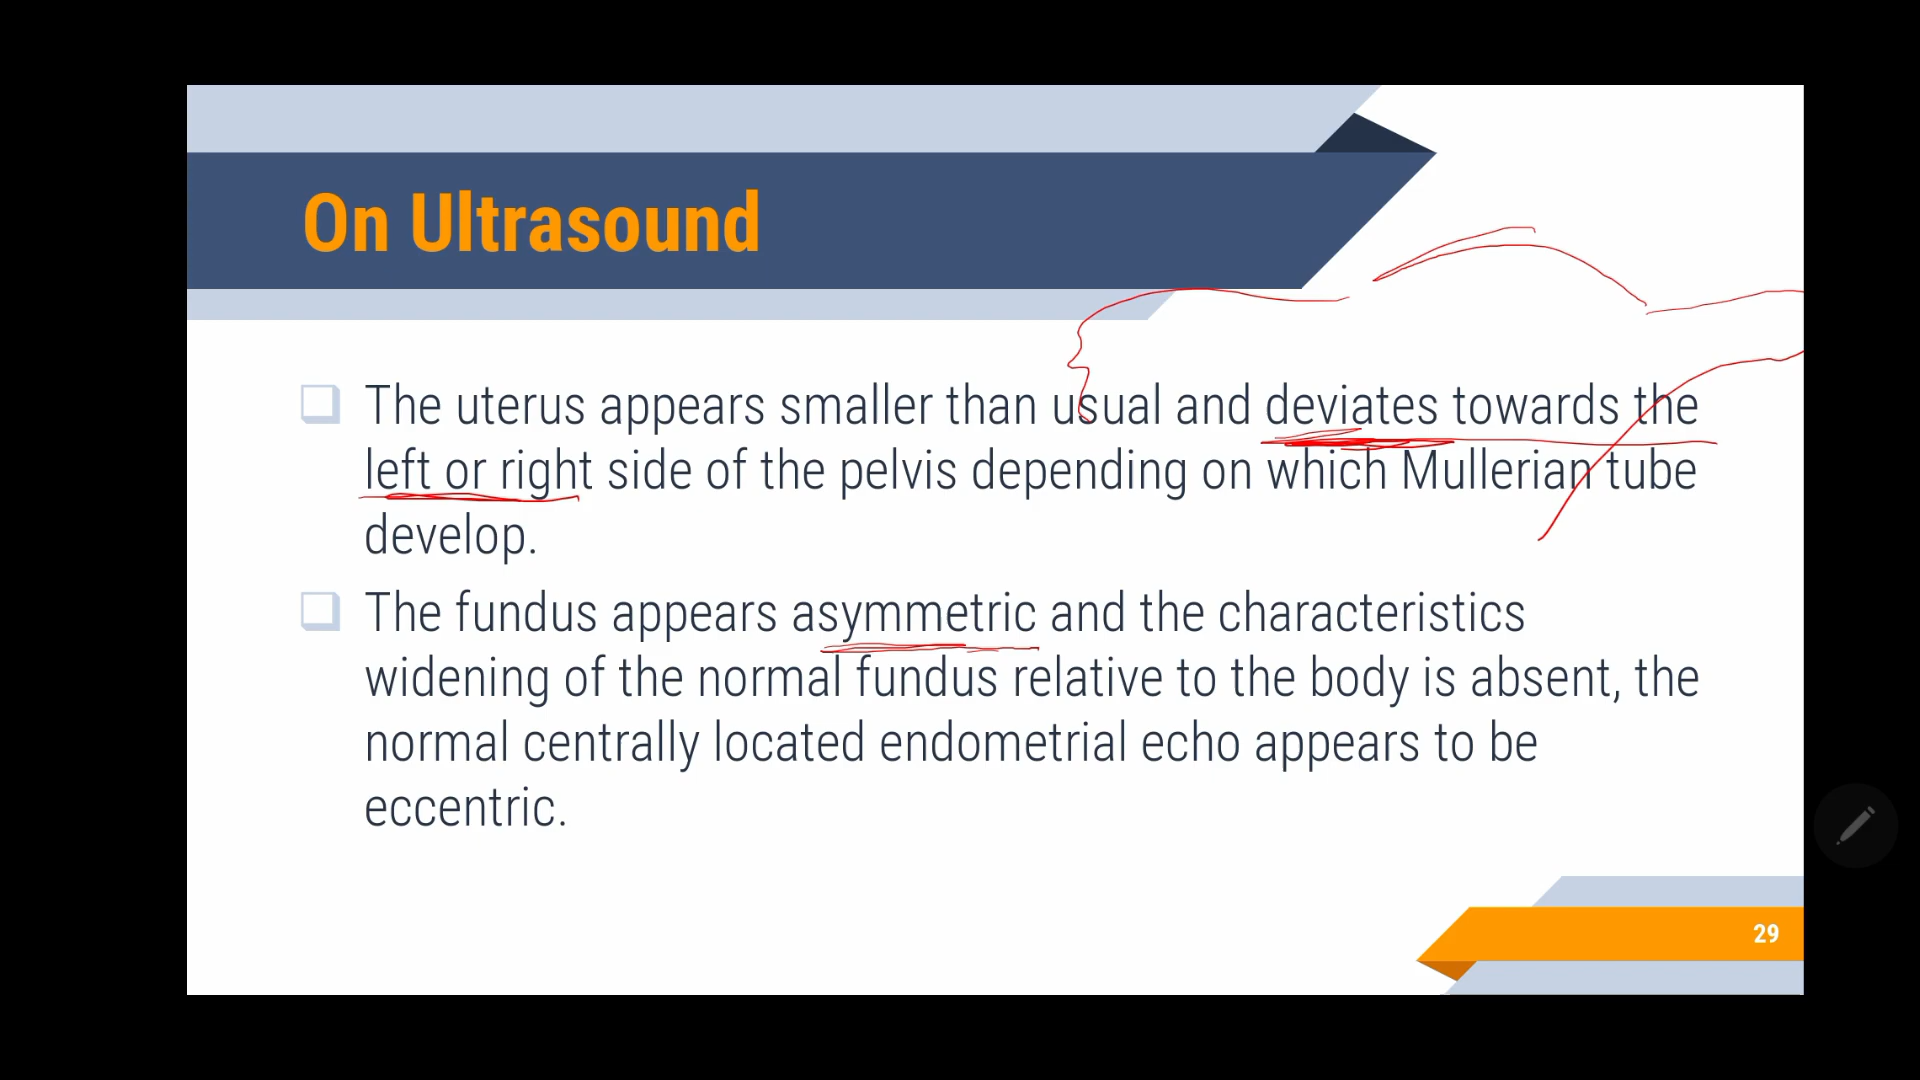 On Ultrasound
The uterus appears smaller than usual and deviates towards the
left or right side of the pelvis depending on which Mullerian tube
develop.
The fundus appears asymmetric and the characteristics
widening of the normal fundus relative to the body is absent, the
normal centrally located endometrial echo appears to be
eccentric.
29